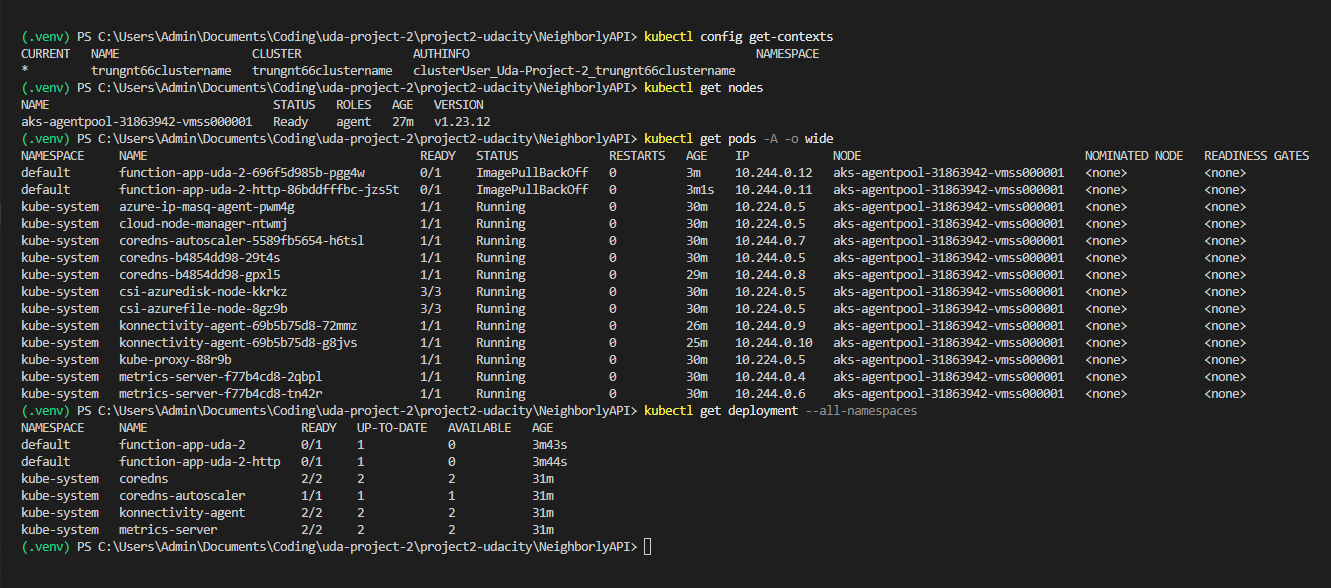 (.venv) PS C:\Users\Admin\Documents\Coding\uda-project-2\project2-udacity\NeighborlyAPI> kubectl config get-contexts
CURRENT   NAME                   CLUSTER                AUTHINFO                                         NAMESPACE
*         trungnt66clustername   trungnt66clustername   clusterUser_Uda-Project-2_trungnt66clustername
(.venv) PS C:\Users\Admin\Documents\Coding\uda-project-2\project2-udacity\NeighborlyAPI> kubectl get nodes
NAME                                STATUS   ROLES   AGE   VERSION
aks-agentpool-31863942-vmss000001   Ready    agent   27m   v1.23.12
(.venv) PS C:\Users\Admin\Documents\Coding\uda-project-2\project2-udacity\NeighborlyAPI> kubectl get pods -A -o wide
NAMESPACE     NAME                                       READY   STATUS             RESTARTS   AGE    IP            NODE                                NOMINATED NODE   READINESS GATES
default       function-app-uda-2-696f5d985b-pgg4w        0/1     ImagePullBackOff   0          3m     10.244.0.12   aks-agentpool-31863942-vmss000001   <none>           <none>
default       function-app-uda-2-http-86bddfffbc-jzs5t   0/1     ImagePullBackOff   0          3m1s   10.244.0.11   aks-agentpool-31863942-vmss000001   <none>           <none>
kube-system   azure-ip-masq-agent-pwm4g                  1/1     Running            0          30m    10.224.0.5    aks-agentpool-31863942-vmss000001   <none>           <none>
kube-system   cloud-node-manager-ntwmj                   1/1     Running            0          30m    10.224.0.5    aks-agentpool-31863942-vmss000001   <none>           <none>
kube-system   coredns-autoscaler-5589fb5654-h6tsl        1/1     Running            0          30m    10.244.0.7    aks-agentpool-31863942-vmss000001   <none>           <none>
kube-system   coredns-b4854dd98-29t4s                    1/1     Running            0          30m    10.244.0.5    aks-agentpool-31863942-vmss000001   <none>           <none>
kube-system   coredns-b4854dd98-gpxl5                    1/1     Running            0          29m    10.244.0.8    aks-agentpool-31863942-vmss000001   <none>           <none>
kube-system   csi-azuredisk-node-kkrkz                   3/3     Running            0          30m    10.224.0.5    aks-agentpool-31863942-vmss000001   <none>           <none>
kube-system   csi-azurefile-node-8gz9b                   3/3     Running            0          30m    10.224.0.5    aks-agentpool-31863942-vmss000001   <none>           <none>
kube-system   konnectivity-agent-69b5b75d8-72mmz         1/1     Running            0          26m    10.244.0.9    aks-agentpool-31863942-vmss000001   <none>           <none>
kube-system   konnectivity-agent-69b5b75d8-g8jvs         1/1     Running            0          25m    10.244.0.10   aks-agentpool-31863942-vmss000001   <none>           <none>
kube-system   kube-proxy-88r9b                           1/1     Running            0          30m    10.224.0.5    aks-agentpool-31863942-vmss000001   <none>           <none>
kube-system   metrics-server-f77b4cd8-2qbpl              1/1     Running            0          30m    10.244.0.4    aks-agentpool-31863942-vmss000001   <none>           <none>
kube-system   metrics-server-f77b4cd8-tn42r              1/1     Running            0          30m    10.244.0.6    aks-agentpool-31863942-vmss000001   <none>           <none>
(.venv) PS C:\Users\Admin\Documents\Coding\uda-project-2\project2-udacity\NeighborlyAPI> kubectl get deployment --all-namespaces
NAMESPACE     NAME                      READY   UP-TO-DATE   AVAILABLE   AGE
default       function-app-uda-2        0/1     1            0           3m43s
default       function-app-uda-2-http   0/1     1            0           3m44s
kube-system   coredns                   2/2     2            2           31m
kube-system   coredns-autoscaler        1/1     1            1           31m
kube-system   konnectivity-agent        2/2     2            2           31m
kube-system   metrics-server            2/2     2            2           31m
(.venv) PS C:\Users\Admin\Documents\Coding\uda-project-2\project2-udacity\NeighborlyAPI>